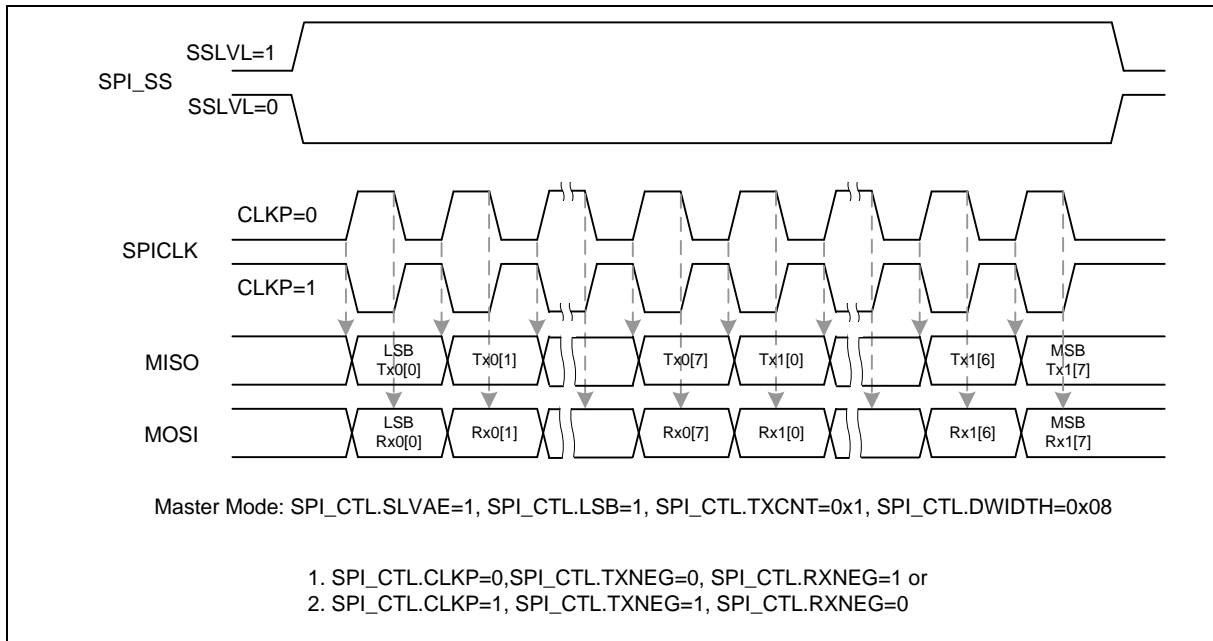 SSLVL=1
SPI_SS
SSLVL=0
CLKP=0
SPICLK
CLKP=1
MISO
LSB
Tx0[0]
Tx0[1]
Tx0[7]
Tx1[0]
Tx1[6]
MSB
Tx1[7]
MOSI
LSB
Rx0[0]
Rx0[1]
Rx0[7]
Rx1[0]
Rx1[6]
MSB
Rx1[7]
Master Mode: SPI_CTL.SLVAE=1, SPI_CTL.LSB=1, SPI_CTL.TXCNT=0x1, SPI_CTL.DWIDTH=0x08
1. SPI_CTL.CLKP=0,SPI_CTL.TXNEG=0, SPI_CTL.RXNEG=1 or
2. SPI_CTL.CLKP=1, SPI_CTL.TXNEG=1, SPI_CTL.RXNEG=0